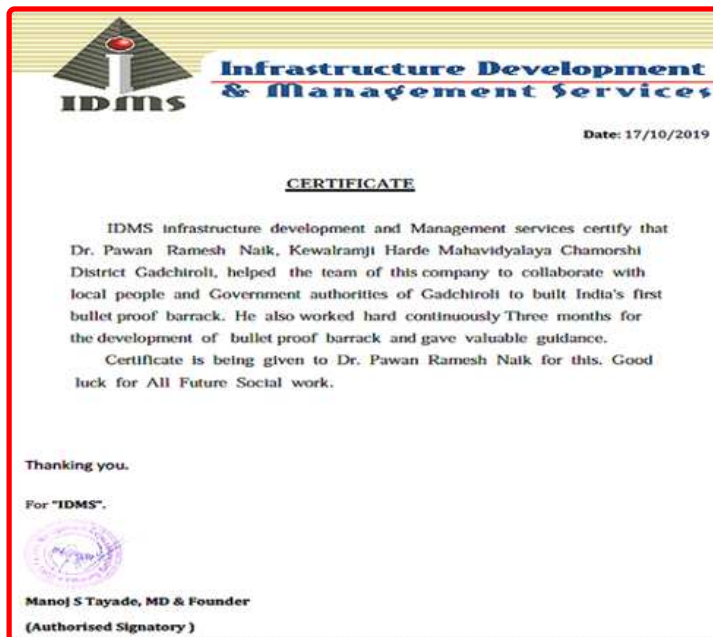 IDMS
Infrastructure Development
& Management Services
Date: 17/10/2019
CERTIFICATE
IDMS infrastructure development and Management services certify that
Dr. Pawan Ramesh Naik, Kewalramji Harde Mahavidyalaya Chamorshi
District Gadchiroli, helped the team of this company to collaborate with
local people and Government authorities of Gadchiroli to built India's first
bullet proof barrack. He also worked hard continuously Three months for
the development of bullet proof barrack and gave valuable guidance.
Certificate is being given to Dr. Pawan Ramesh Naik for this. Good
luck for All Future Social work.
Thanking you.
For "IDMS".
Manoj S Tayade, MD & Founder
(Authorised Signatory )